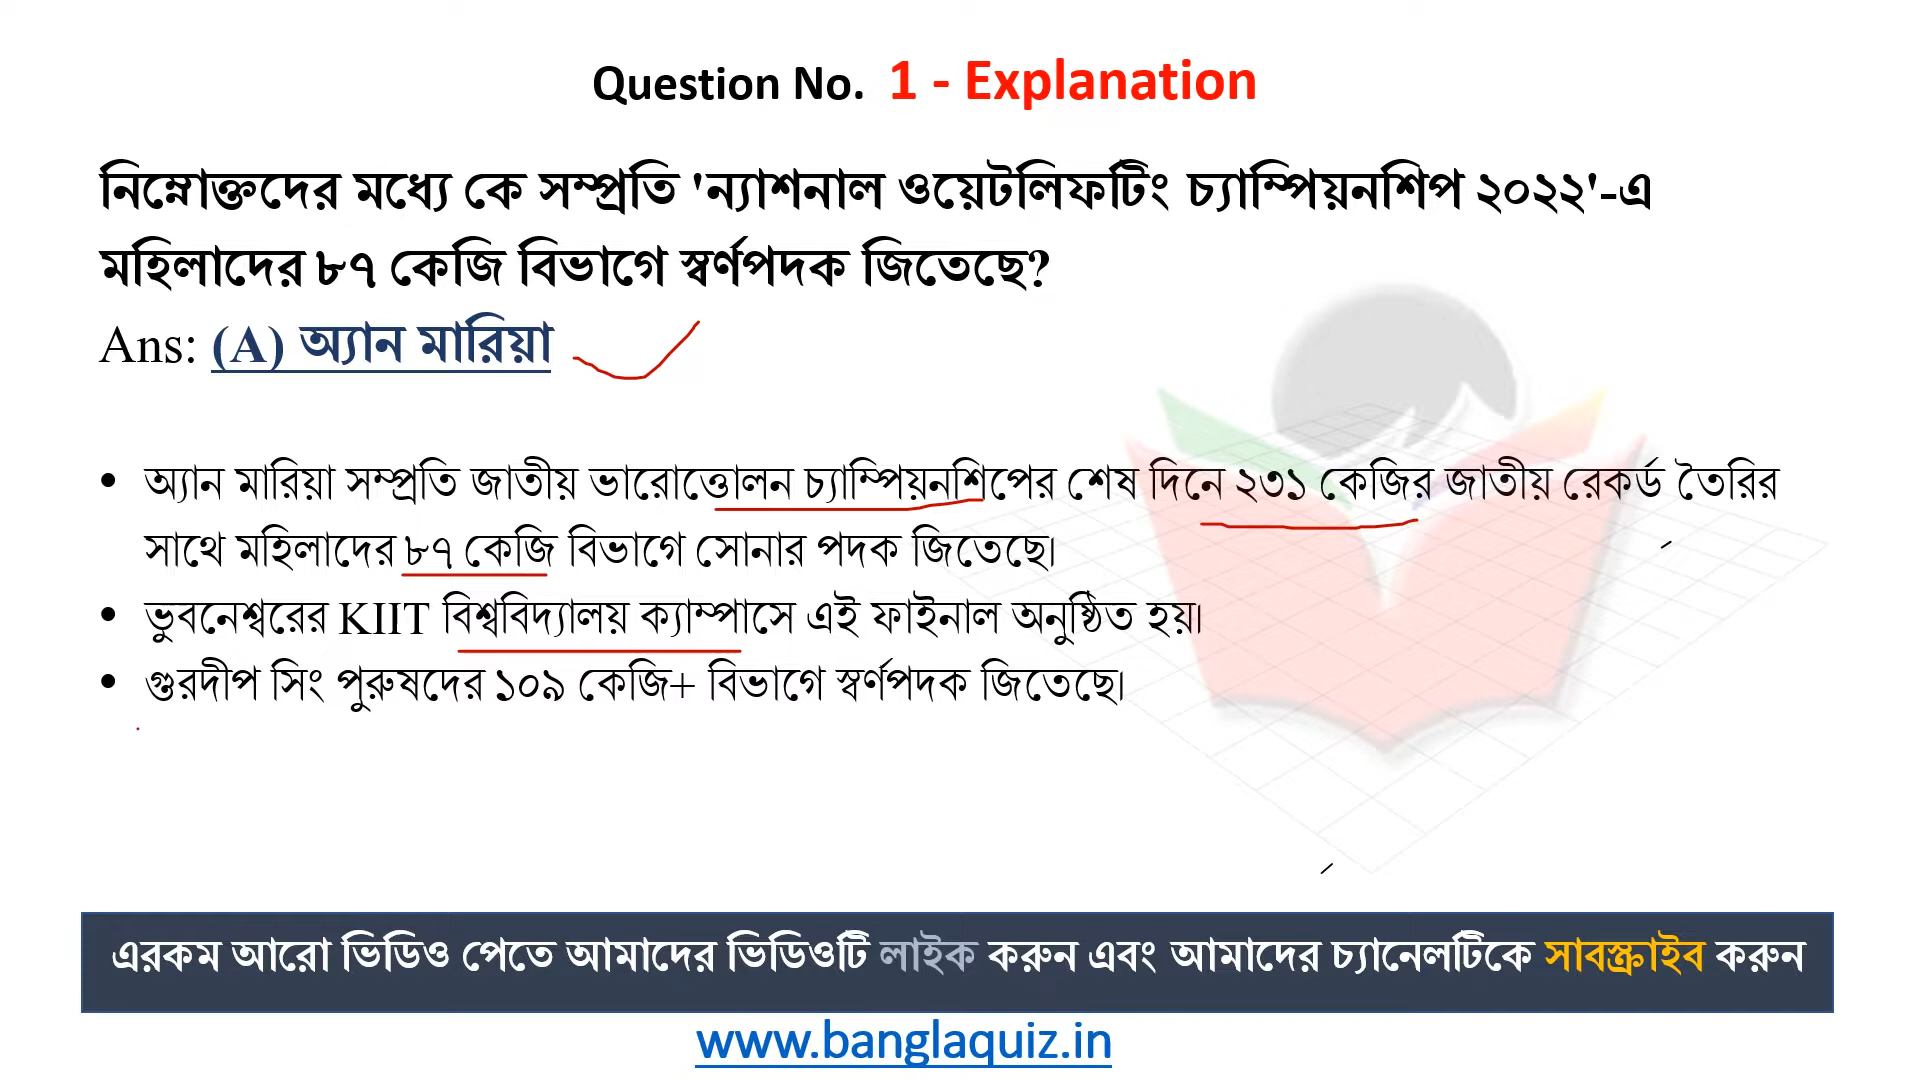 Question No. 1 - Explanation
নিম্নোক্তদের মধ্যে কে সম্প্রতি 'ন্যাশনাল ওয়েটলিফটিং চ্যাম্পিয়নশিপ ২০২২'-এ
মহিলাদের ৮৭ কেজি বিভাগে স্বর্ণপদক জিতেছে?
Ans: (A) অ্যান মারিয়া
• অ্যান মারিয়া সম্প্রতি জাতীয় ভারোত্তোলন চ্যাম্পিয়নশিপের শেষ দিনে ২৩১ কেজির জাতীয় রেকর্ড তৈরির
সাথে মহিলাদের ৮৭ কেজি বিভাগে সোনার পদক জিতেছে।
• ভুবনেশ্বরের KIIT বিশ্ববিদ্যালয় ক্যাম্পাসে এই ফাইনাল অনুষ্ঠিত হয়।
• গুরদীপ সিং পুরুষদের ১০৯ কেজি+ বিভাগে স্বর্ণপদক জিতেছে।
এরকম আরো ভিডিও পেতে আমাদের ভিডিওটি লাইক করুন এবং আমাদের চ্যানেলটিকে সাবস্ক্রাইব করুন
www.banglaquiz.in